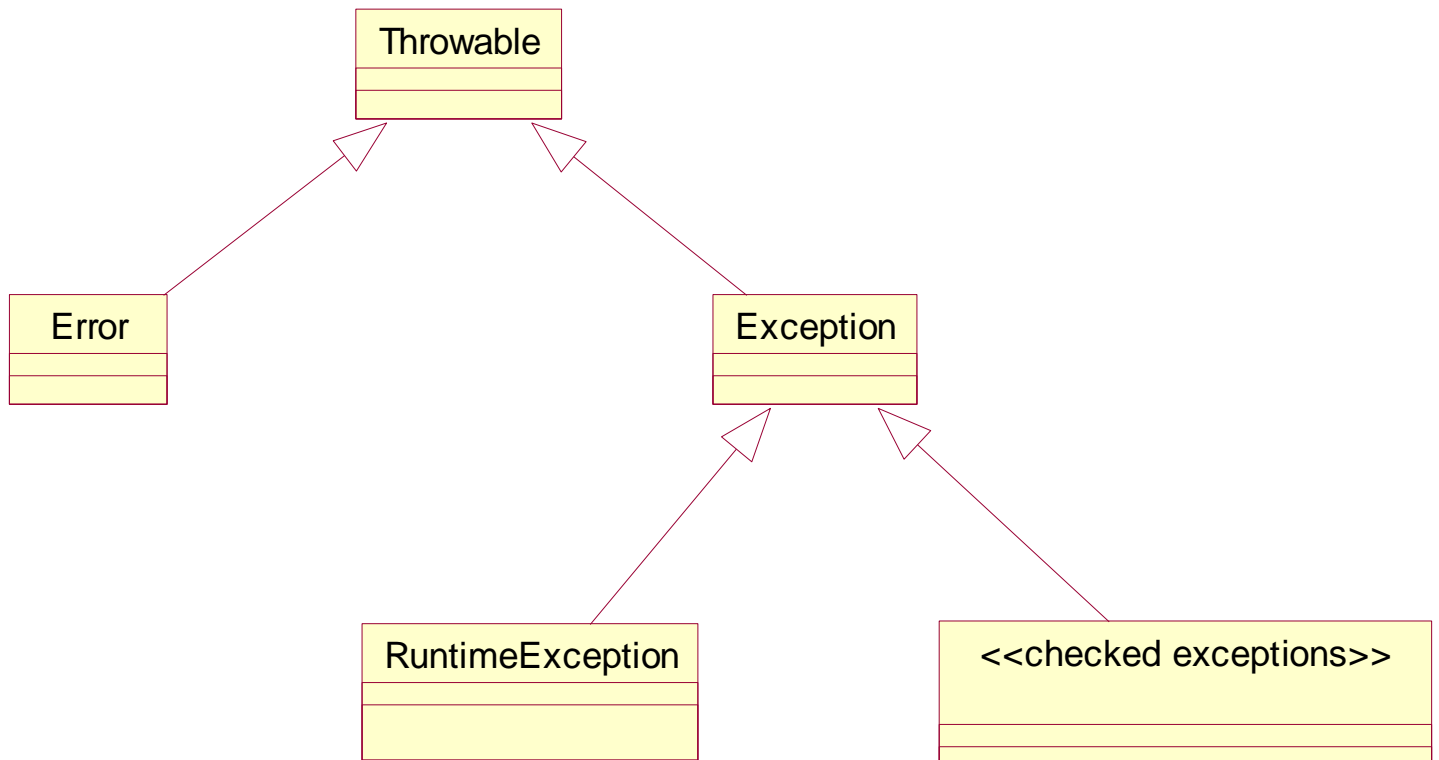 Throwable
Error
Exception
RuntimeException
<<checked exceptions>>